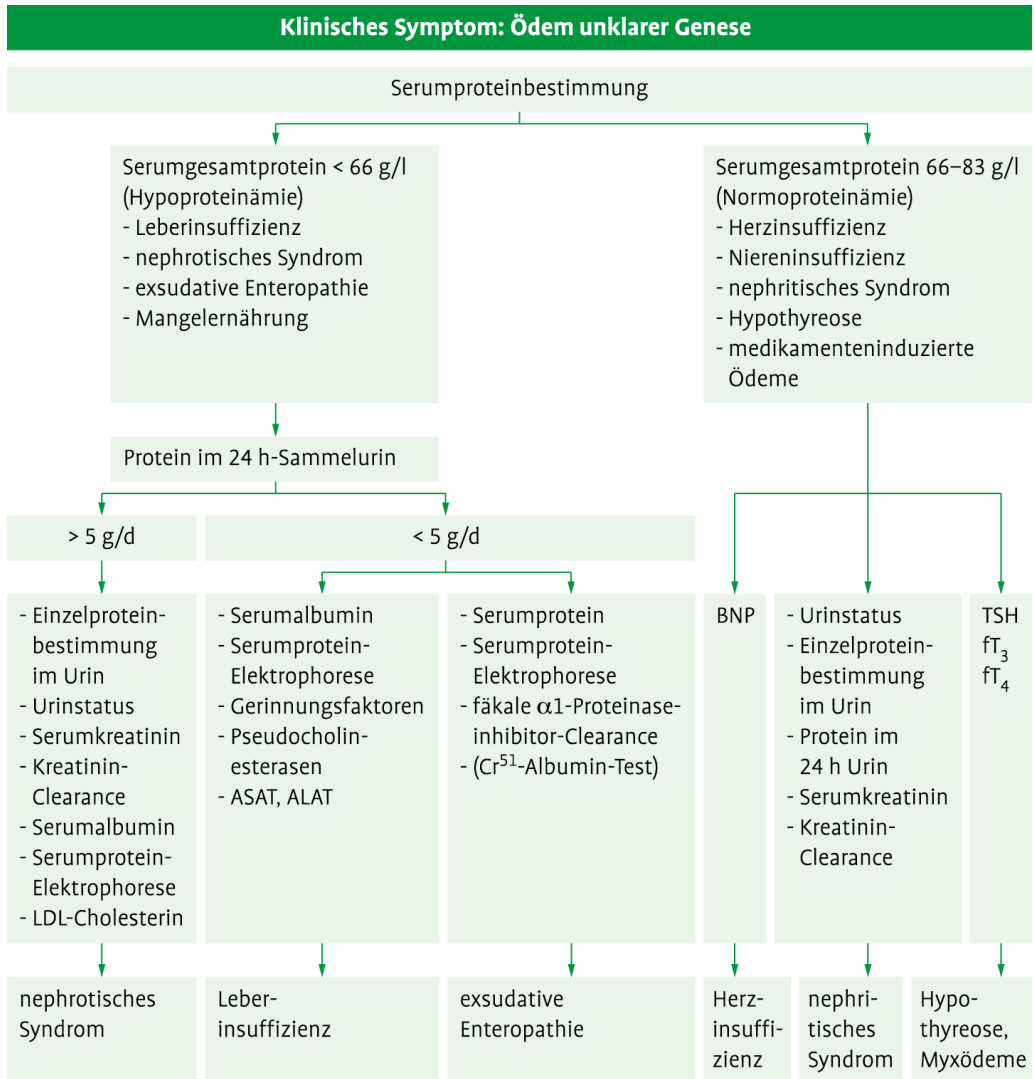 Klinisches Symptom: Ödem unklarer Genese
Serumproteinbestimmung
Serumgesamtprotein < 66 g/l
(Hypoproteinämie)
- Leberinsuffizienz
- nephrotisches Syndrom
- exsudative Enteropathie
- Mangelernährung
Serumgesamtprotein 66–83 g/l
(Normoproteinämie)
- Herzinsuffizienz
- Niereninsuffizienz
- nephritisches Syndrom
- Hypothyreose
- medikamenteninduzierte
Ödeme
Protein im 24 h-Sammelurin
> 5 g/d
< 5 g/d
- Einzelprotein-
bestimmung
im Urin
- Urinstatus
- Serumkreatinin
- Kreatinin-
Clearance
- Serumalbumin
- Serumprotein-
Elektrophorese
- LDL-Cholesterin
- Serumalbumin
- Serumprotein-
Elektrophorese
- Gerinnungsfaktoren
- Pseudocholin-
esterasen
- ASAT, ALAT
- Serumprotein
- Serumprotein-
Elektrophorese
- fäkale α1-Proteinase-
inhibitor-Clearance
- (Cr⁵¹-Albumin-Test)
BNP
- Urinstatus
- Einzelprotein-
bestimmung
im Urin
- Protein im
24 h Urin
- Serumkreatinin
- Kreatinin-
Clearance
TSH
fT₃
fT₄
nephrotisches
Syndrom
Leber-
insuffizienz
exsudative
Enteropathie
Herz-
insuffi-
zienz
nephri-
tisches
Syndrom
Hypo-
thyreose,
Myxödeme